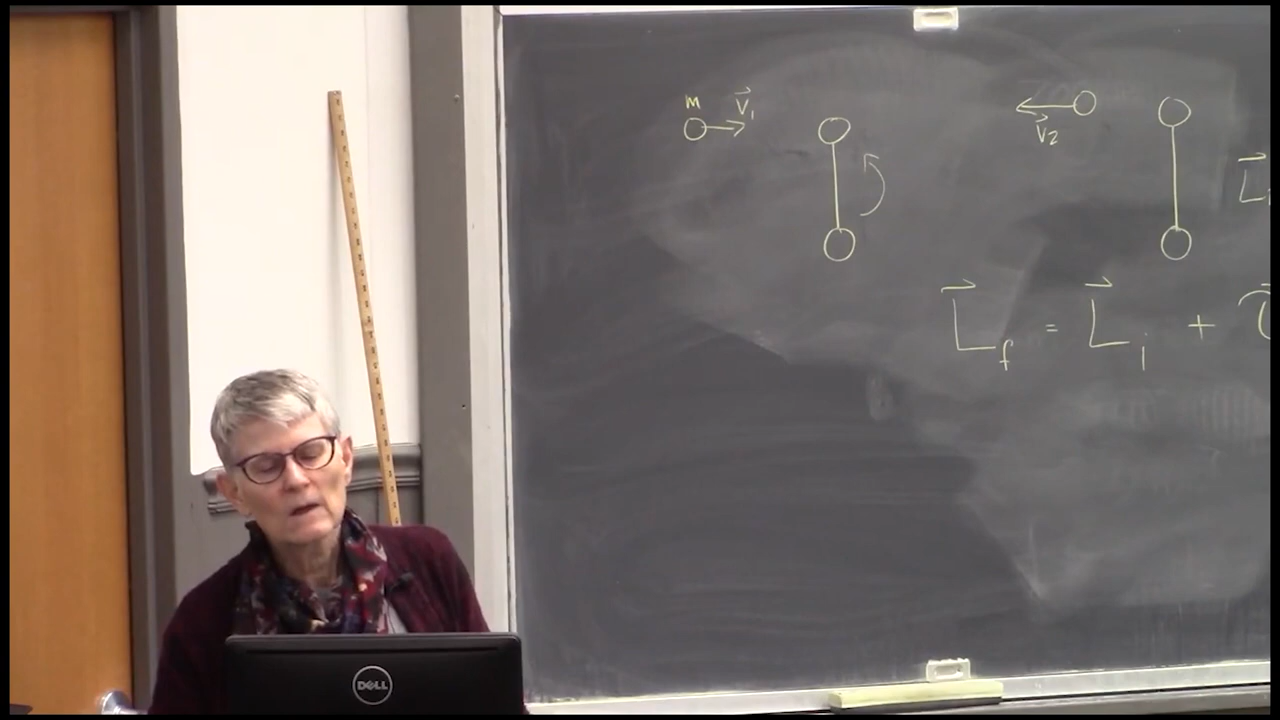 m
v⃗₁
v⃗₂
L⃗
L⃗f = L⃗i +
DELL